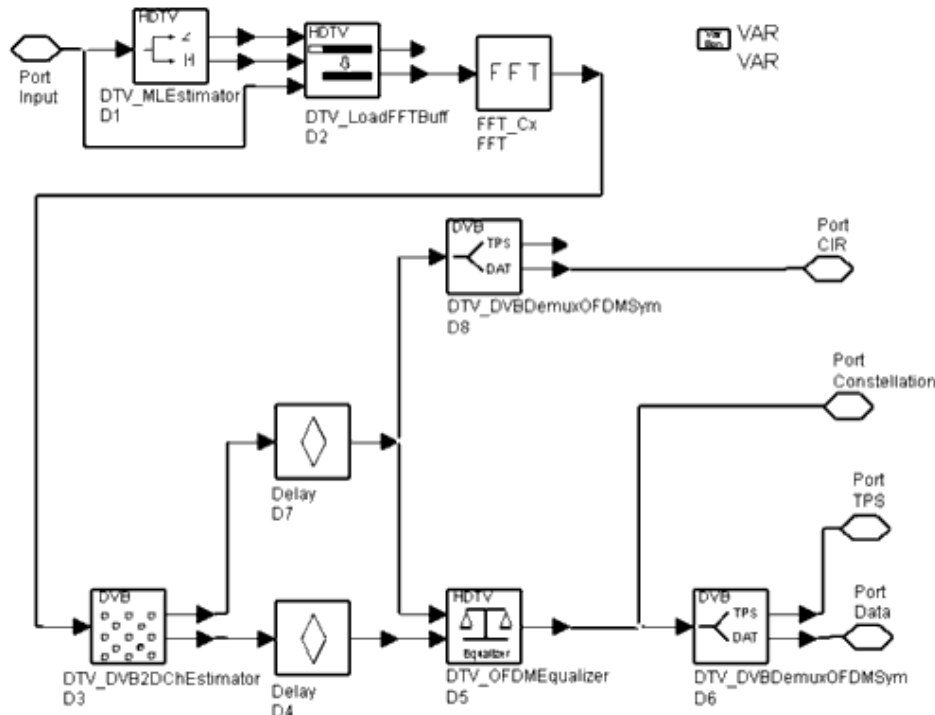 HDTV
Var
Eqn
VAR
VAR
Port
Input
DTV_MLEstimator
D1
HDTV
DTV_LoadFFTBuff
D2
FFT
FFT_Cx
FFT
DVB
TPS
DAT
DTV_DVBDemuxOFDMSym
D8
Port
CIR
Port
Constellation
Delay
D7
Port
TPS
DVB
DTV_DVB2DChEstimator
D3
Delay
D4
HDTV
Equalizer
DTV_OFDMEqualizer
D5
DVB
TPS
DAT
DTV_DVBDemuxOFDMSym
D6
Port
Data